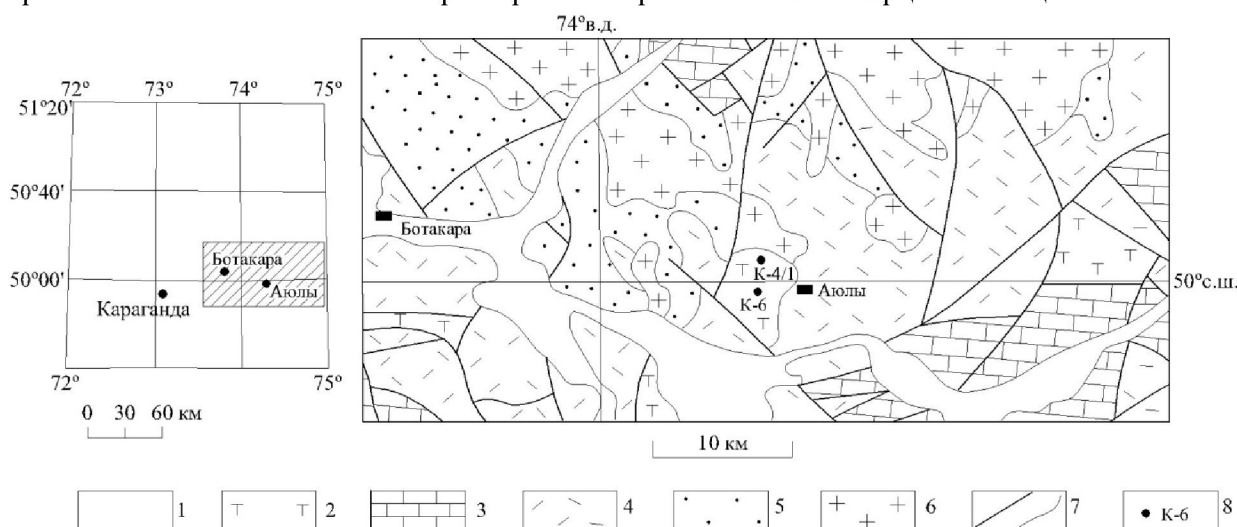 74°в.д.
72° 73° 74° 75°
51°20'
50°40'
50°00'
Ботакара
Аюлы
Караганда
72° 75°
0 30 60 км
Ботакара
К-4/1
К-6
Аюлы
50°с.ш.
10 км
1 Т Т Т 2 3 4 5 6 7 К-6 8